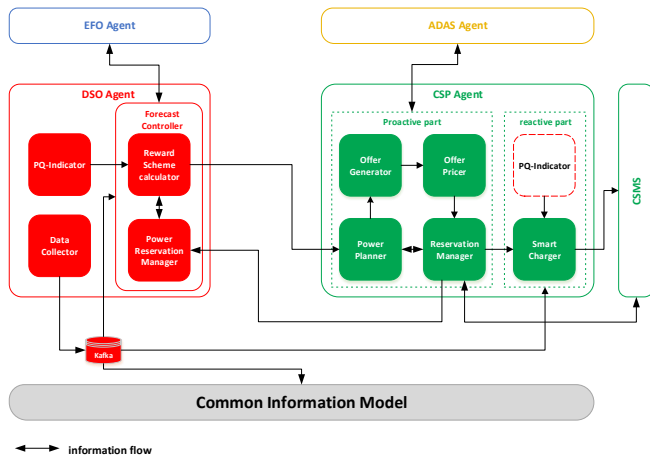 EFO Agent
ADAS Agent
DSO Agent
CSP Agent
Forecast
Controller
Proactive part
reactive part
PQ-Indicator
Reward
Scheme
calculator
Offer
Generator
Offer
Pricer
PQ-Indicator
CSMS
Data
Collector
Power
Reservation
Manager
Power
Planner
Reservation
Manager
Smart
Charger
Kafka
Common Information Model
information flow